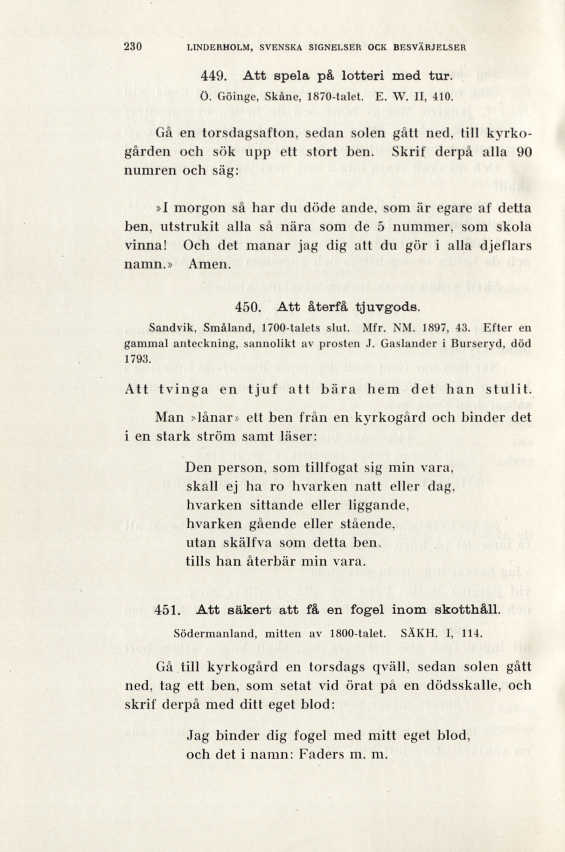 230 LINDERHOLM, SVENSKA SIGNELSER OCK BESVÄRJELSER
449. Att spela på lotteri med tur.
Ö. Göinge, Skåne, 1870-talet. E. W. II, 410.
Gå en torsdagsafton, sedan solen gått ned, till kyrko-
gården och sök upp ett stort ben. Skrif derpå alla 90
numren och säg:
»I morgon så har du döde ande, som är egare af detta
ben, utstrukit alla så nära som de 5 nummer, som skola
vinna! Och det manar jag dig att du gör i alla djeflars
namn.» Amen.
450. Att återfå tjuvgods.
Sandvik, Småland, 1700-talets slut. Mfr. NM. 1897, 43. Efter en
gammal anteckning, sannolikt av prosten J. Gaslander i Burseryd, död
1793.
Att tvinga en tjuf att bära hem det han stulit.
Man »lånar» ett ben från en kyrkogård och binder det
i en stark ström samt läser:
Den person, som tillfogat sig min vara,
skall ej ha ro hvarken natt eller dag,
hvarken sittande eller liggande,
hvarken gående eller stående,
utan skälfva som detta ben,
tills han återbär min vara.
451. Att säkert att få en fogel inom skotthåll.
Södermanland, mitten av 1800-talet. SÄKH. I, 114.
Gå till kyrkogård en torsdags qväll, sedan solen gått
ned, tag ett ben, som setat vid örat på en dödsskalle, och
skrif derpå med ditt eget blod:
Jag binder dig fogel med mitt eget blod,
och det i namn: Faders m. m.